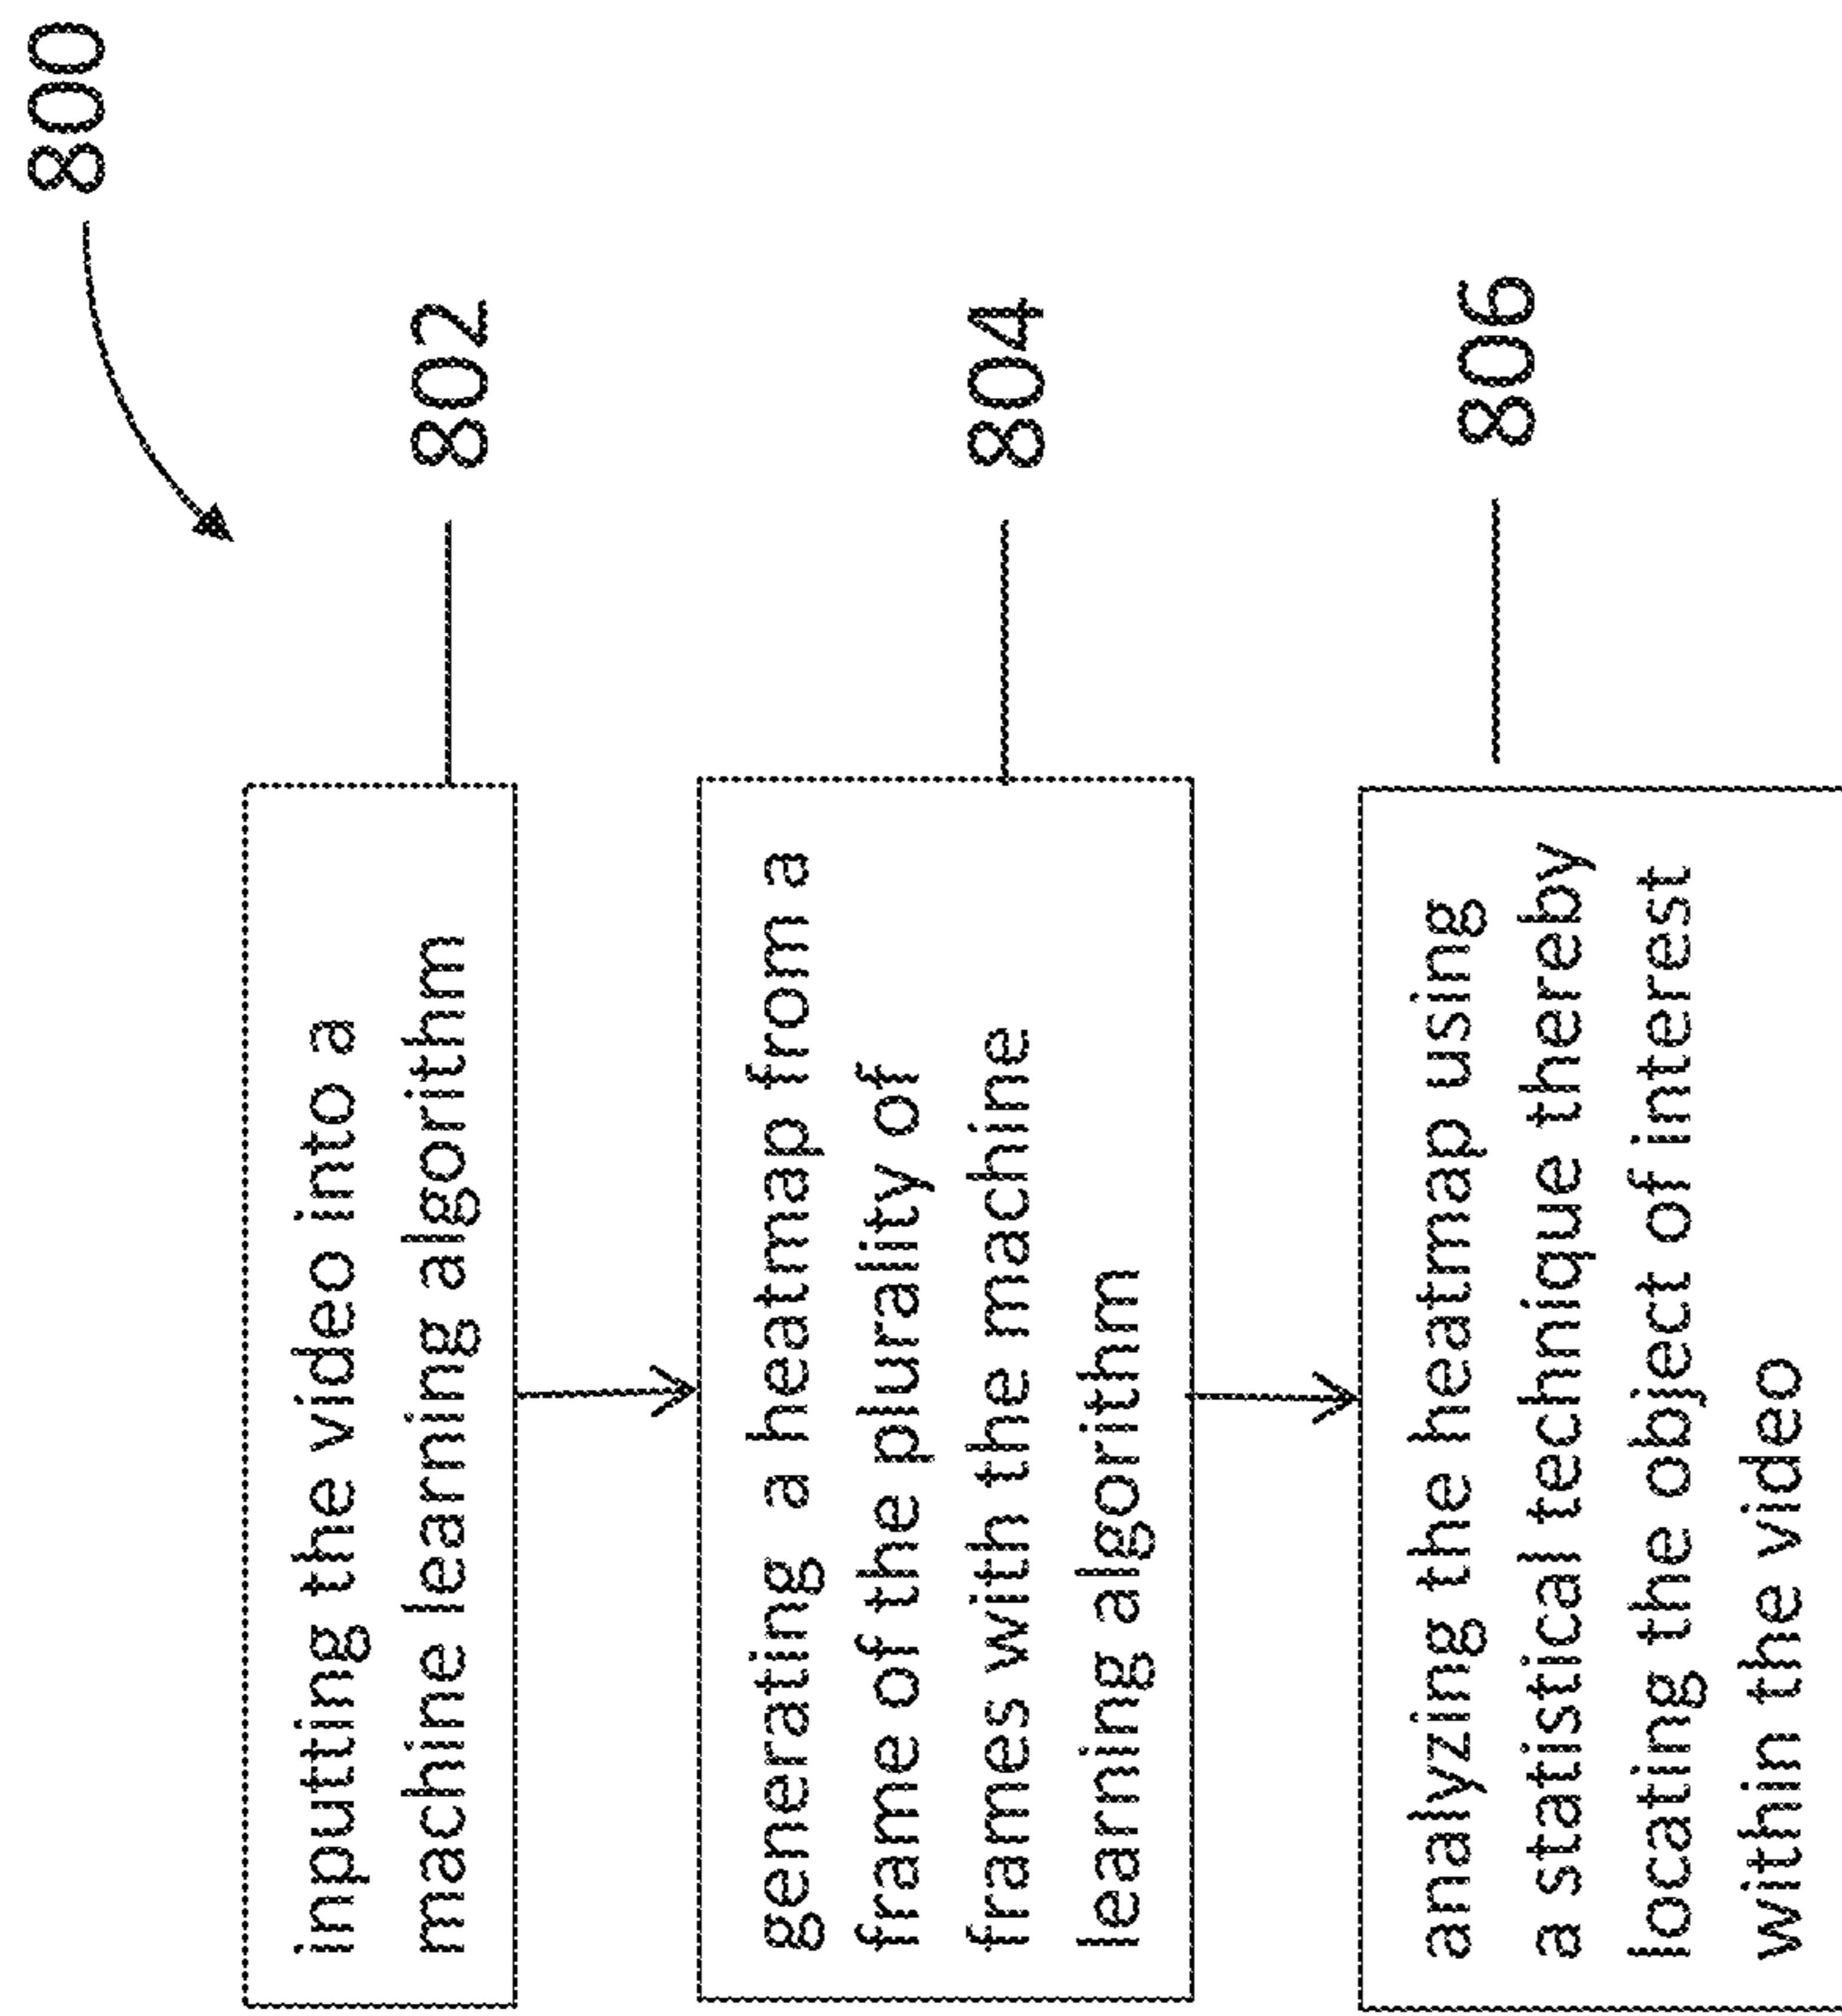 800
inputting the video into a
machine learning algorithm
802
generating a heatmap from a
frame of the plurality of
frames with the machine
learning algorithm
804
analyzing the heatmap using
a statistical technique thereby
locating the object of interest
within the video
806